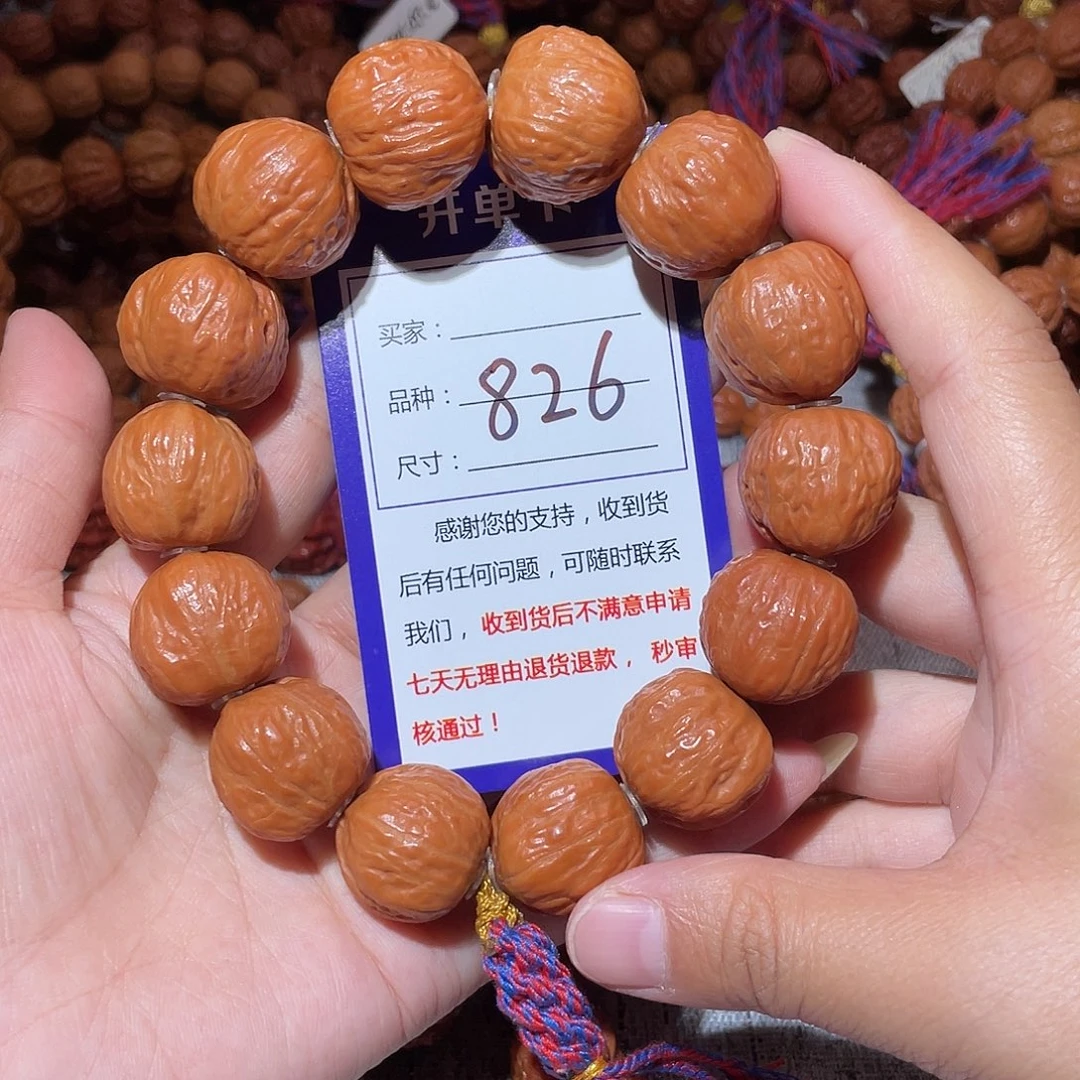 开单卡
买家：
品种：826
尺寸：
感谢您的支持，收到货
后有任何问题，可随时联系
我们，收到货后不满意申请
七天无理由退货退款，秒审
核通过！